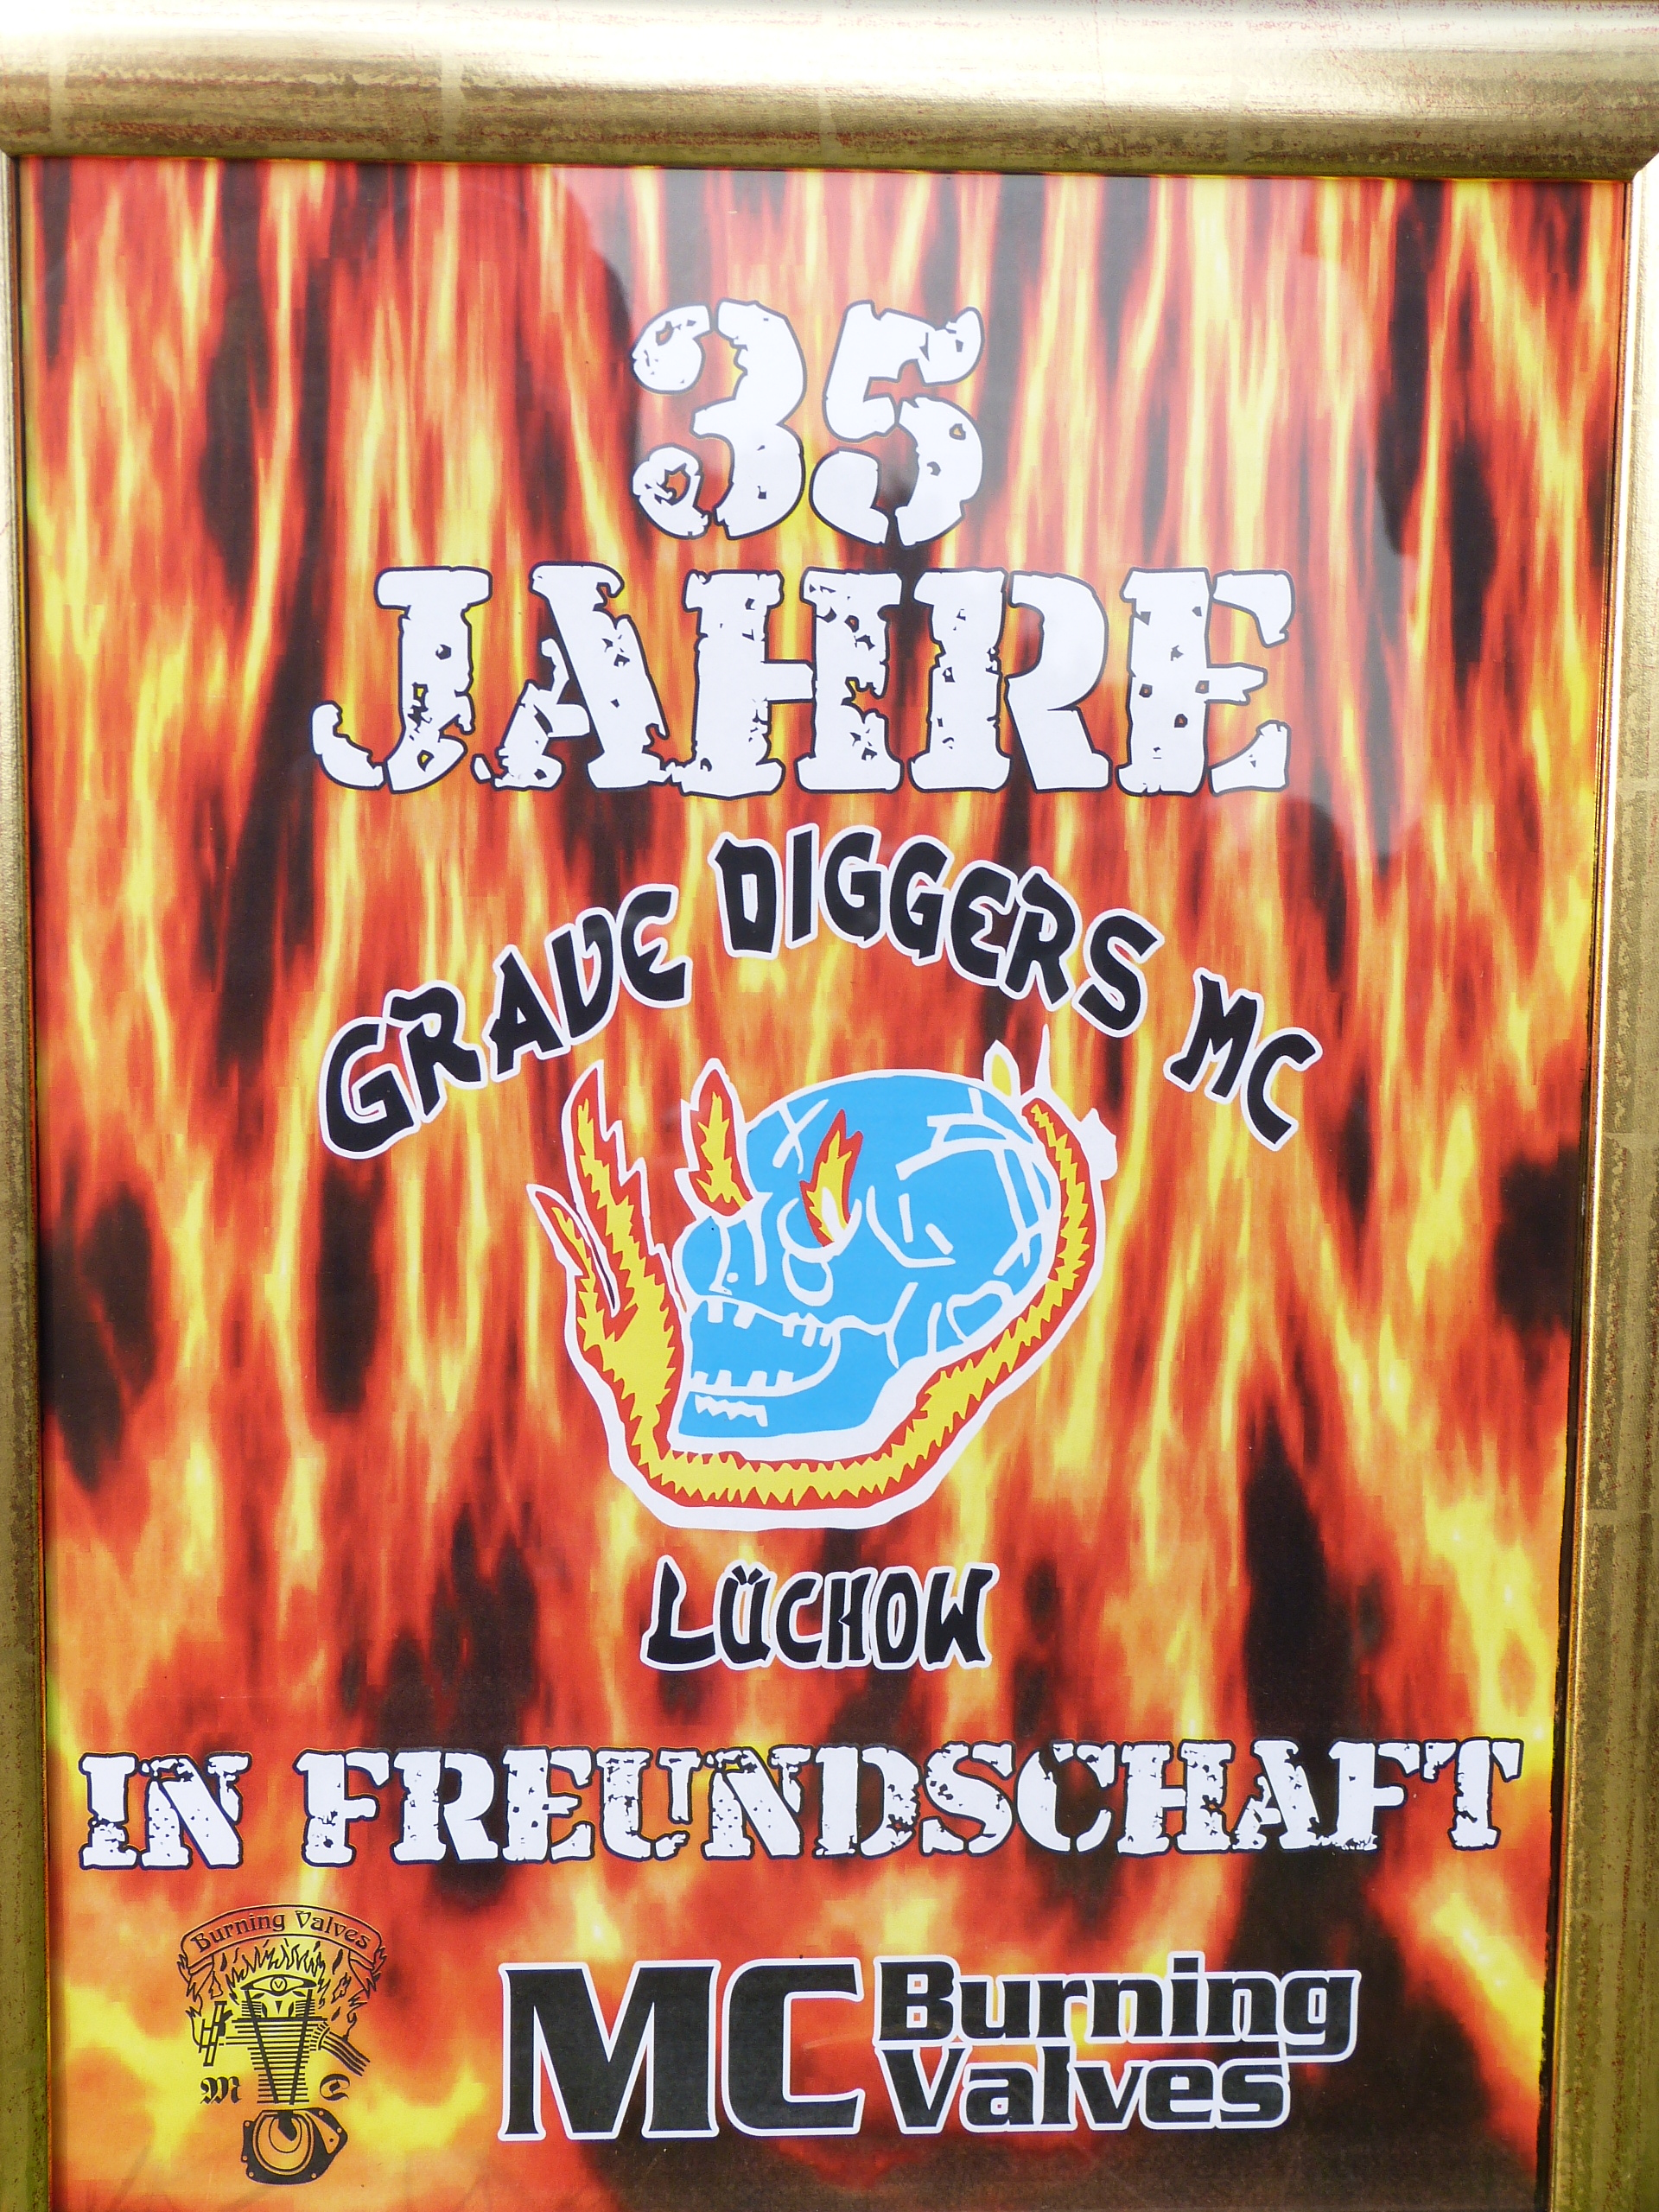 35
JAHRE
GRAVE DIGGERS MC
LÜCHOW
IN FREUNDSCHAFT
Burning Valves
M C
MC Burning
Valves